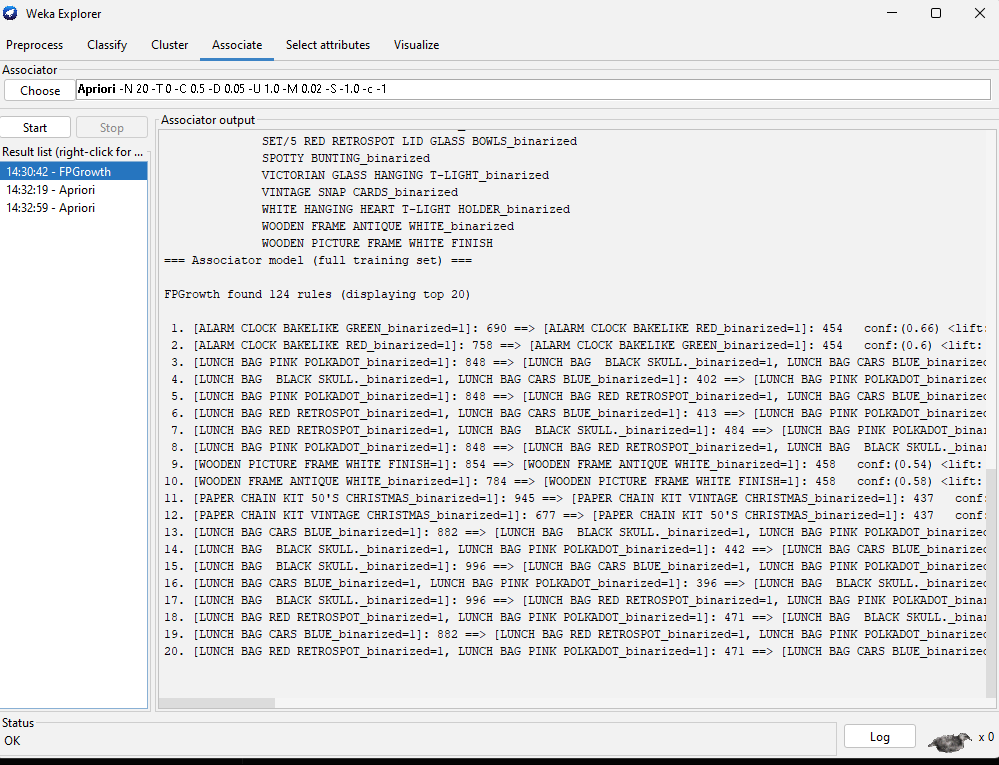 Weka Explorer
Preprocess Classify Cluster Associate Select attributes Visualize
Associator
Choose Apriori -N 20 -T 0 -C 0.5 -D 0.05 -U 1.0 -M 0.02 -S -1.0 -c -1
Start Stop
Result list (right-click for ...
14:30:42 - FPGrowth
14:32:19 - Apriori
14:32:59 - Apriori
Associator output
SET/5 RED RETROSPOT LID GLASS BOWLS_binarized
SPOTTY BUNTING_binarized
VICTORIAN GLASS HANGING T-LIGHT_binarized
VINTAGE SNAP CARDS_binarized
WHITE HANGING HEART T-LIGHT HOLDER_binarized
WOODEN FRAME ANTIQUE WHITE_binarized
WOODEN PICTURE FRAME WHITE FINISH
=== Associator model (full training set) ===
FPGrowth found 124 rules (displaying top 20)
1. [ALARM CLOCK BAKELIKE GREEN_binarized=1]: 690 ==> [ALARM CLOCK BAKELIKE RED_binarized=1]: 454   conf:(0.66) <lift:
2. [ALARM CLOCK BAKELIKE RED_binarized=1]: 758 ==> [ALARM CLOCK BAKELIKE GREEN_binarized=1]: 454   conf:(0.6) <lift:
3. [LUNCH BAG PINK POLKADOT_binarized=1]: 848 ==> [LUNCH BAG  BLACK SKULL._binarized=1, LUNCH BAG CARS BLUE_binarized
4. [LUNCH BAG  BLACK SKULL._binarized=1, LUNCH BAG CARS BLUE_binarized=1]: 402 ==> [LUNCH BAG PINK POLKADOT_binarized
5. [LUNCH BAG PINK POLKADOT_binarized=1]: 848 ==> [LUNCH BAG RED RETROSPOT_binarized=1, LUNCH BAG CARS BLUE_binarized
6. [LUNCH BAG RED RETROSPOT_binarized=1, LUNCH BAG CARS BLUE_binarized=1]: 413 ==> [LUNCH BAG PINK POLKADOT_binarized
7. [LUNCH BAG RED RETROSPOT_binarized=1, LUNCH BAG  BLACK SKULL._binarized=1]: 484 ==> [LUNCH BAG PINK POLKADOT_binar
8. [LUNCH BAG PINK POLKADOT_binarized=1]: 848 ==> [LUNCH BAG RED RETROSPOT_binarized=1, LUNCH BAG  BLACK SKULL._binar
9. [WOODEN PICTURE FRAME WHITE FINISH=1]: 854 ==> [WOODEN FRAME ANTIQUE WHITE_binarized=1]: 458   conf:(0.54) <lift:
10. [WOODEN FRAME ANTIQUE WHITE_binarized=1]: 784 ==> [WOODEN PICTURE FRAME WHITE FINISH=1]: 458   conf:(0.58) <lift:
11. [PAPER CHAIN KIT 50'S CHRISTMAS_binarized=1]: 945 ==> [PAPER CHAIN KIT VINTAGE CHRISTMAS_binarized=1]: 437   conf
12. [PAPER CHAIN KIT VINTAGE CHRISTMAS_binarized=1]: 677 ==> [PAPER CHAIN KIT 50'S CHRISTMAS_binarized=1]: 437   conf
13. [LUNCH BAG CARS BLUE_binarized=1]: 882 ==> [LUNCH BAG  BLACK SKULL._binarized=1, LUNCH BAG PINK POLKADOT_binarized
14. [LUNCH BAG  BLACK SKULL._binarized=1, LUNCH BAG PINK POLKADOT_binarized=1]: 442 ==> [LUNCH BAG CARS BLUE_binarized
15. [LUNCH BAG  BLACK SKULL._binarized=1]: 996 ==> [LUNCH BAG CARS BLUE_binarized=1, LUNCH BAG PINK POLKADOT_binarized
16. [LUNCH BAG CARS BLUE_binarized=1, LUNCH BAG PINK POLKADOT_binarized=1]: 396 ==> [LUNCH BAG  BLACK SKULL._binarized
17. [LUNCH BAG  BLACK SKULL._binarized=1]: 996 ==> [LUNCH BAG RED RETROSPOT_binarized=1, LUNCH BAG PINK POLKADOT_binar
18. [LUNCH BAG RED RETROSPOT_binarized=1, LUNCH BAG PINK POLKADOT_binarized=1]: 471 ==> [LUNCH BAG  BLACK SKULL._binar
19. [LUNCH BAG CARS BLUE_binarized=1]: 882 ==> [LUNCH BAG RED RETROSPOT_binarized=1, LUNCH BAG PINK POLKADOT_binarized
20. [LUNCH BAG RED RETROSPOT_binarized=1, LUNCH BAG PINK POLKADOT_binarized=1]: 471 ==> [LUNCH BAG CARS BLUE_binarized
Status
OK
Log
x 0